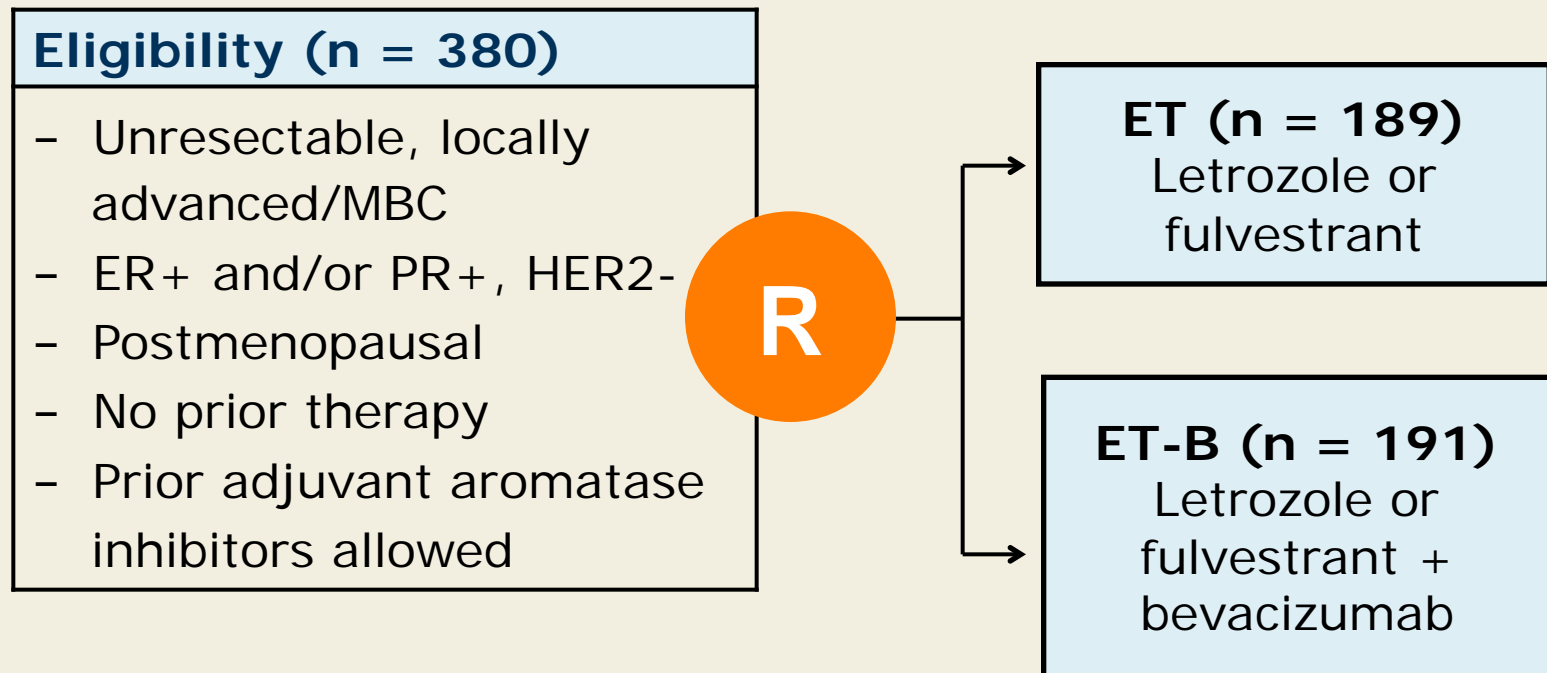 Eligibility (n = 380)
– Unresectable, locally
advanced/MBC
– ER+ and/or PR+, HER2-
– Postmenopausal
– No prior therapy
– Prior adjuvant aromatase
inhibitors allowed
R
ET (n = 189)
Letrozole or
fulvestrant
ET-B (n = 191)
Letrozole or
fulvestrant +
bevacizumab